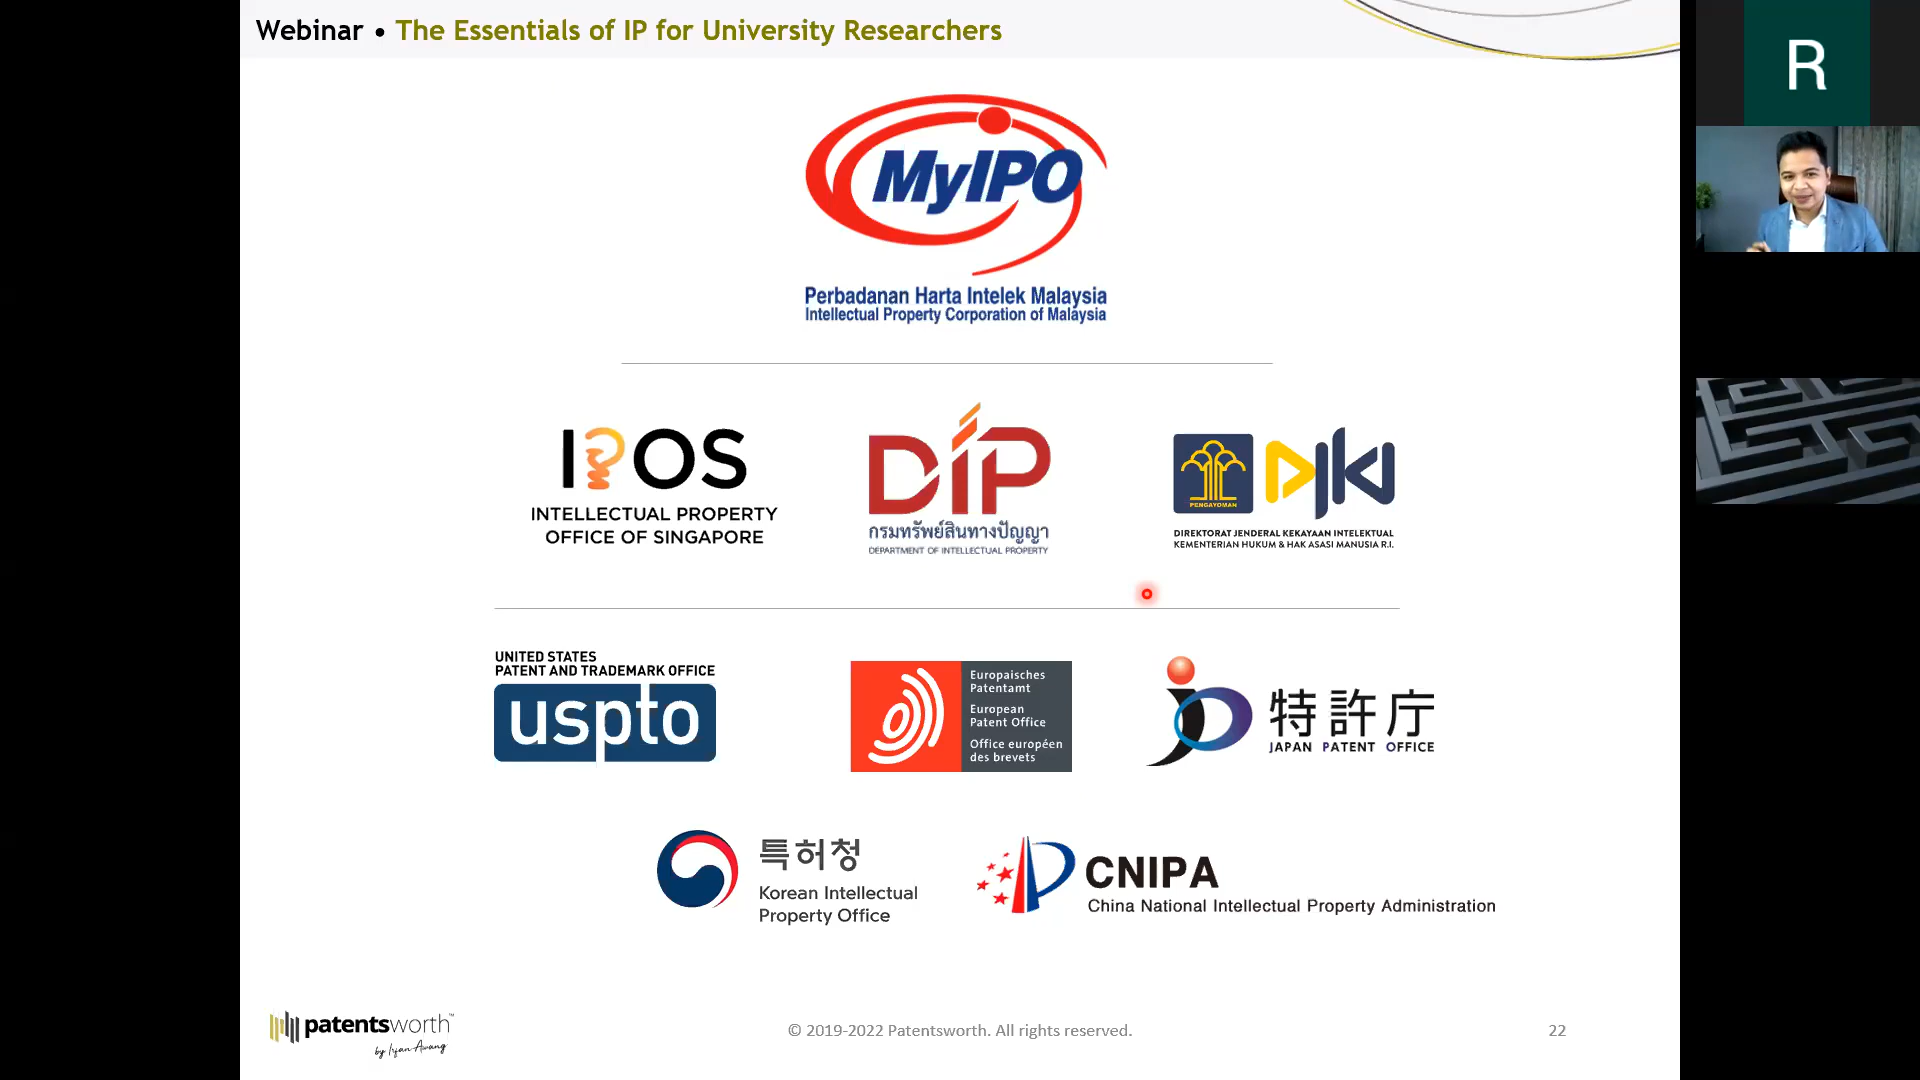 Webinar • The Essentials of IP for University Researchers
R
MyIPO
Perbadanan Harta Intelek Malaysia
Intellectual Property Corporation of Malaysia
IPOS
INTELLECTUAL PROPERTY
OFFICE OF SINGAPORE
DIP
กรมทรัพย์สินทางปัญญา
DEPARTMENT OF INTELLECTUAL PROPERTY
PENGAYOMAN
DJKI
DIREKTORAT JENDERAL KEKAYAAN INTELEKTUAL
KEMENTERIAN HUKUM & HAK ASASI MANUSIA R.I.
UNITED STATES
PATENT AND TRADEMARK OFFICE
uspto
Europaisches
Patentamt
European
Patent Office
Office européen
des brevets
特許庁
JAPAN PATENT OFFICE
특허청
Korean Intellectual
Property Office
CNIPA
China National Intellectual Property Administration
patentsworth™
by Irfan Awang
© 2019-2022 Patentsworth. All rights reserved.
22